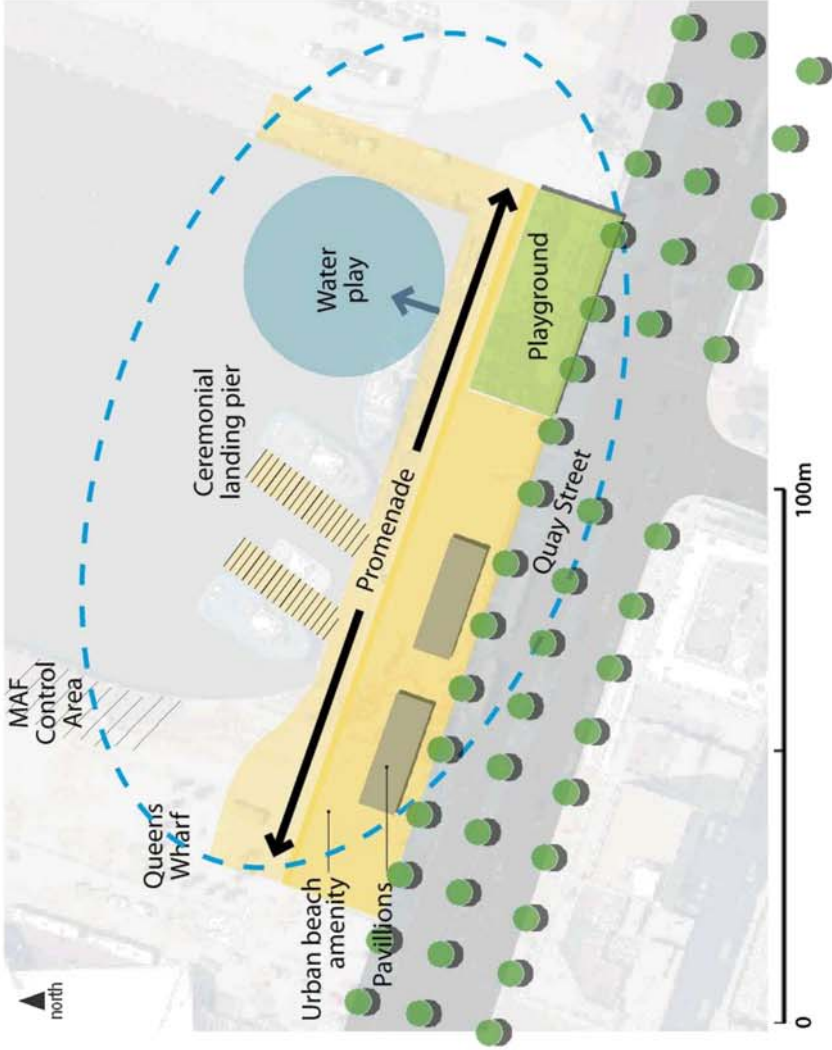 north
Queens
Wharf
MAF
Control
Area
Ceremonial
landing pier
Water
play
Urban beach
amenity
Pavillions
Promenade
Playground
Quay Street
0
100m